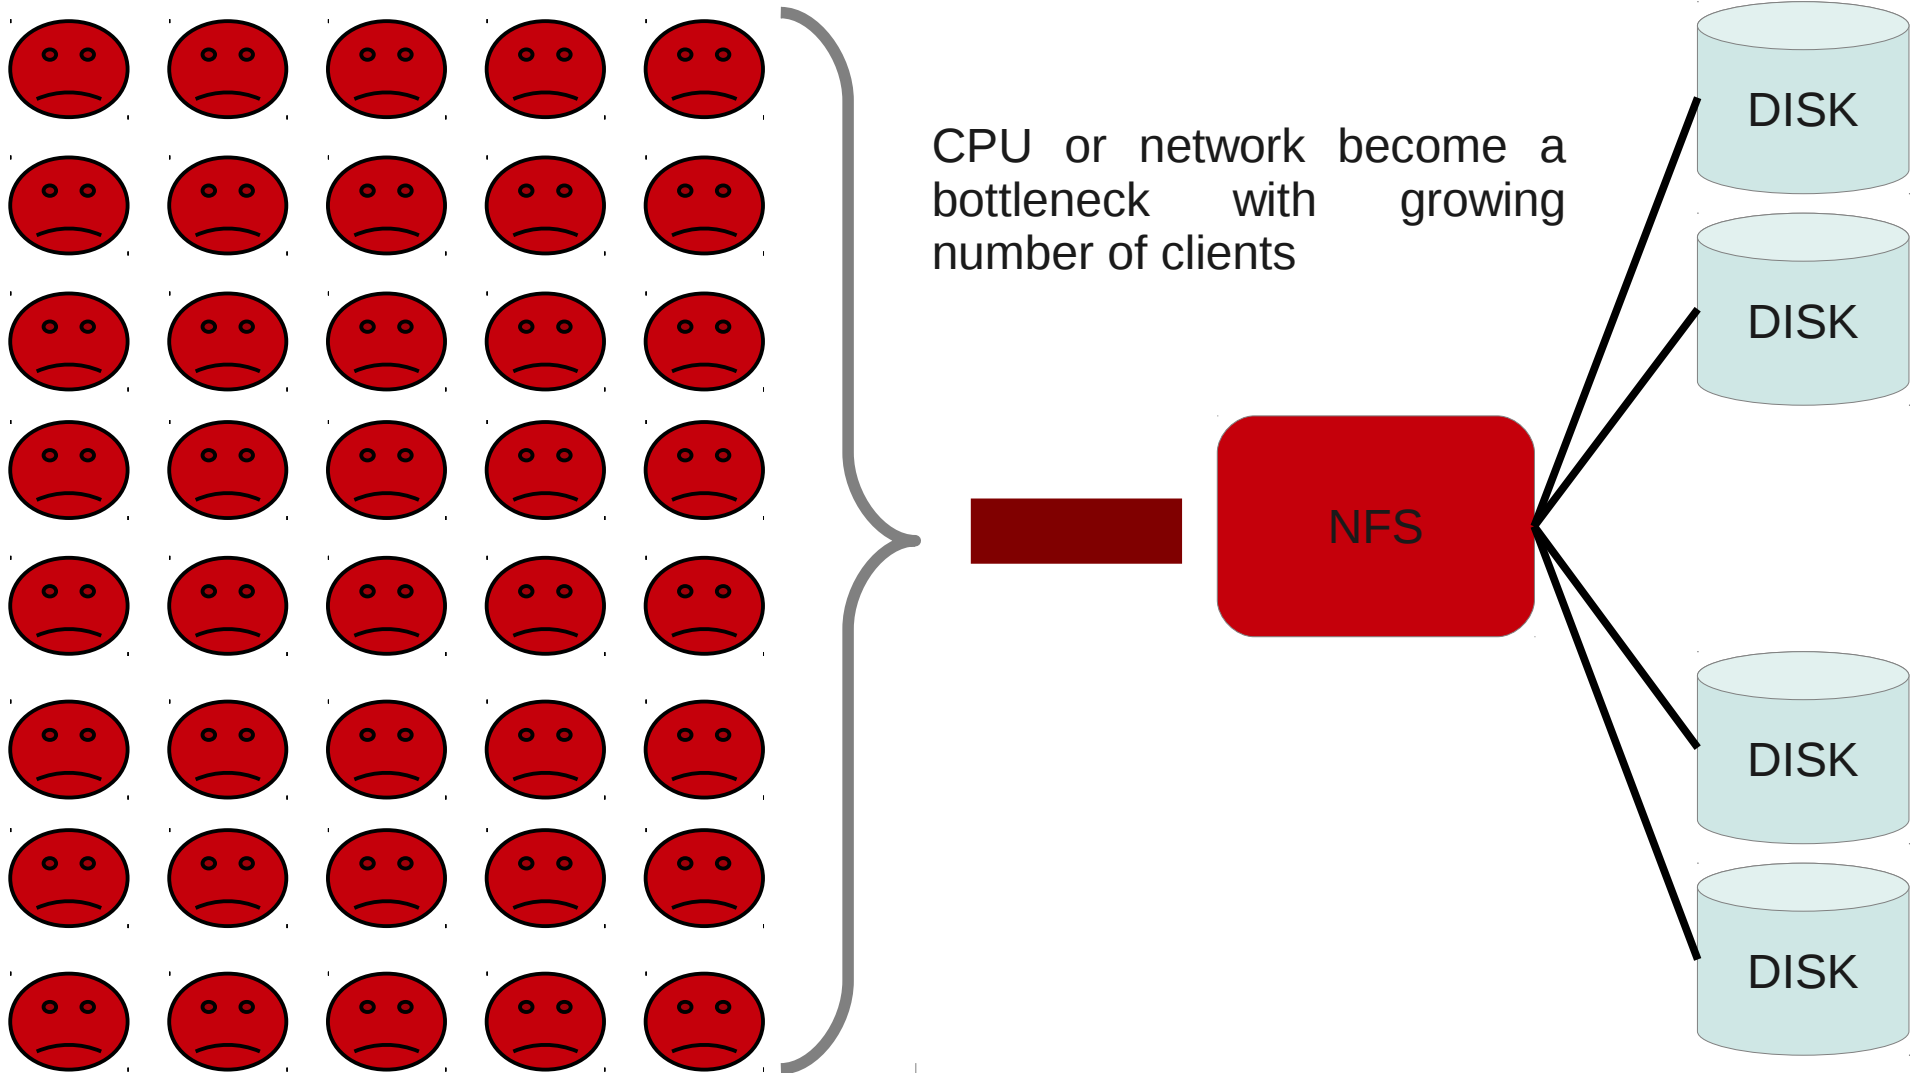 CPU or network become a
bottleneck with growing
number of clients
DISK
DISK
NFS
DISK
DISK